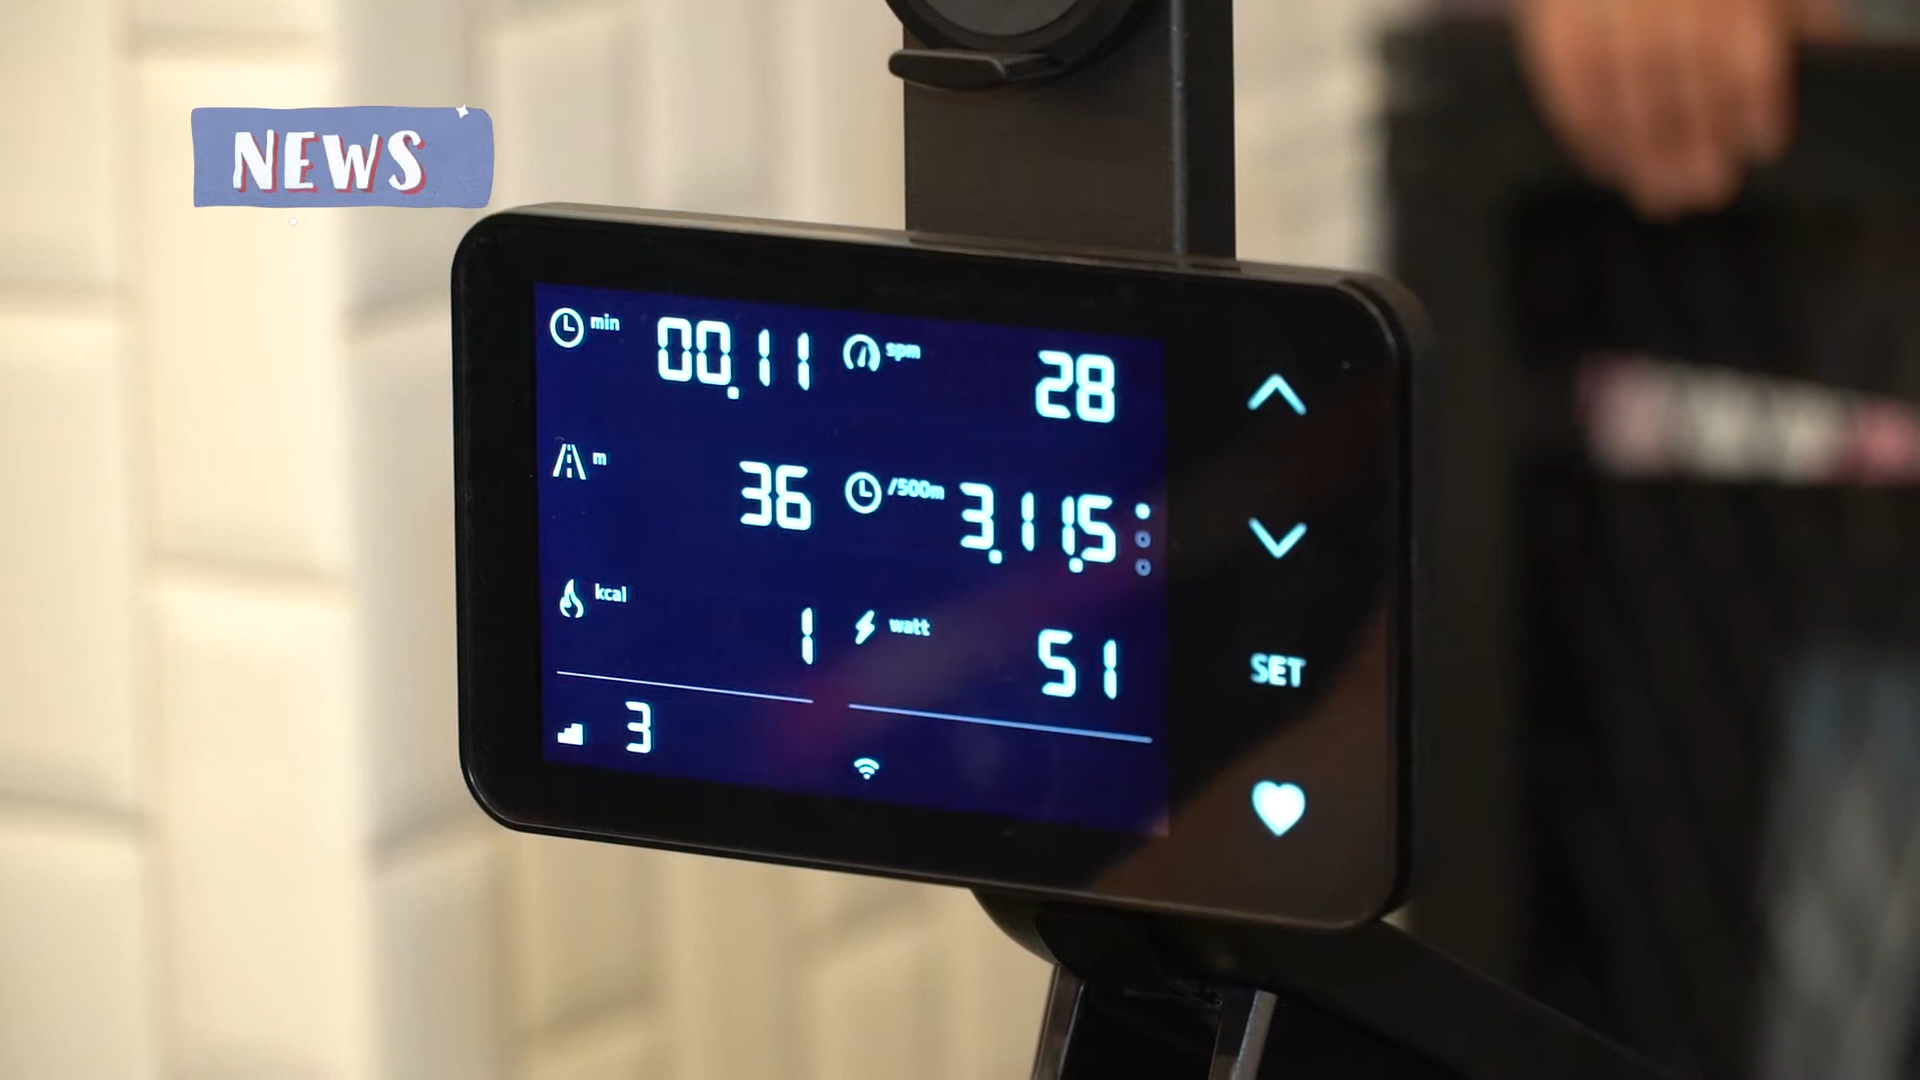 NEWS
min 00.11
spm 28
m 36
/500m 3.11.5
kcal 1
watt 51
3
SET